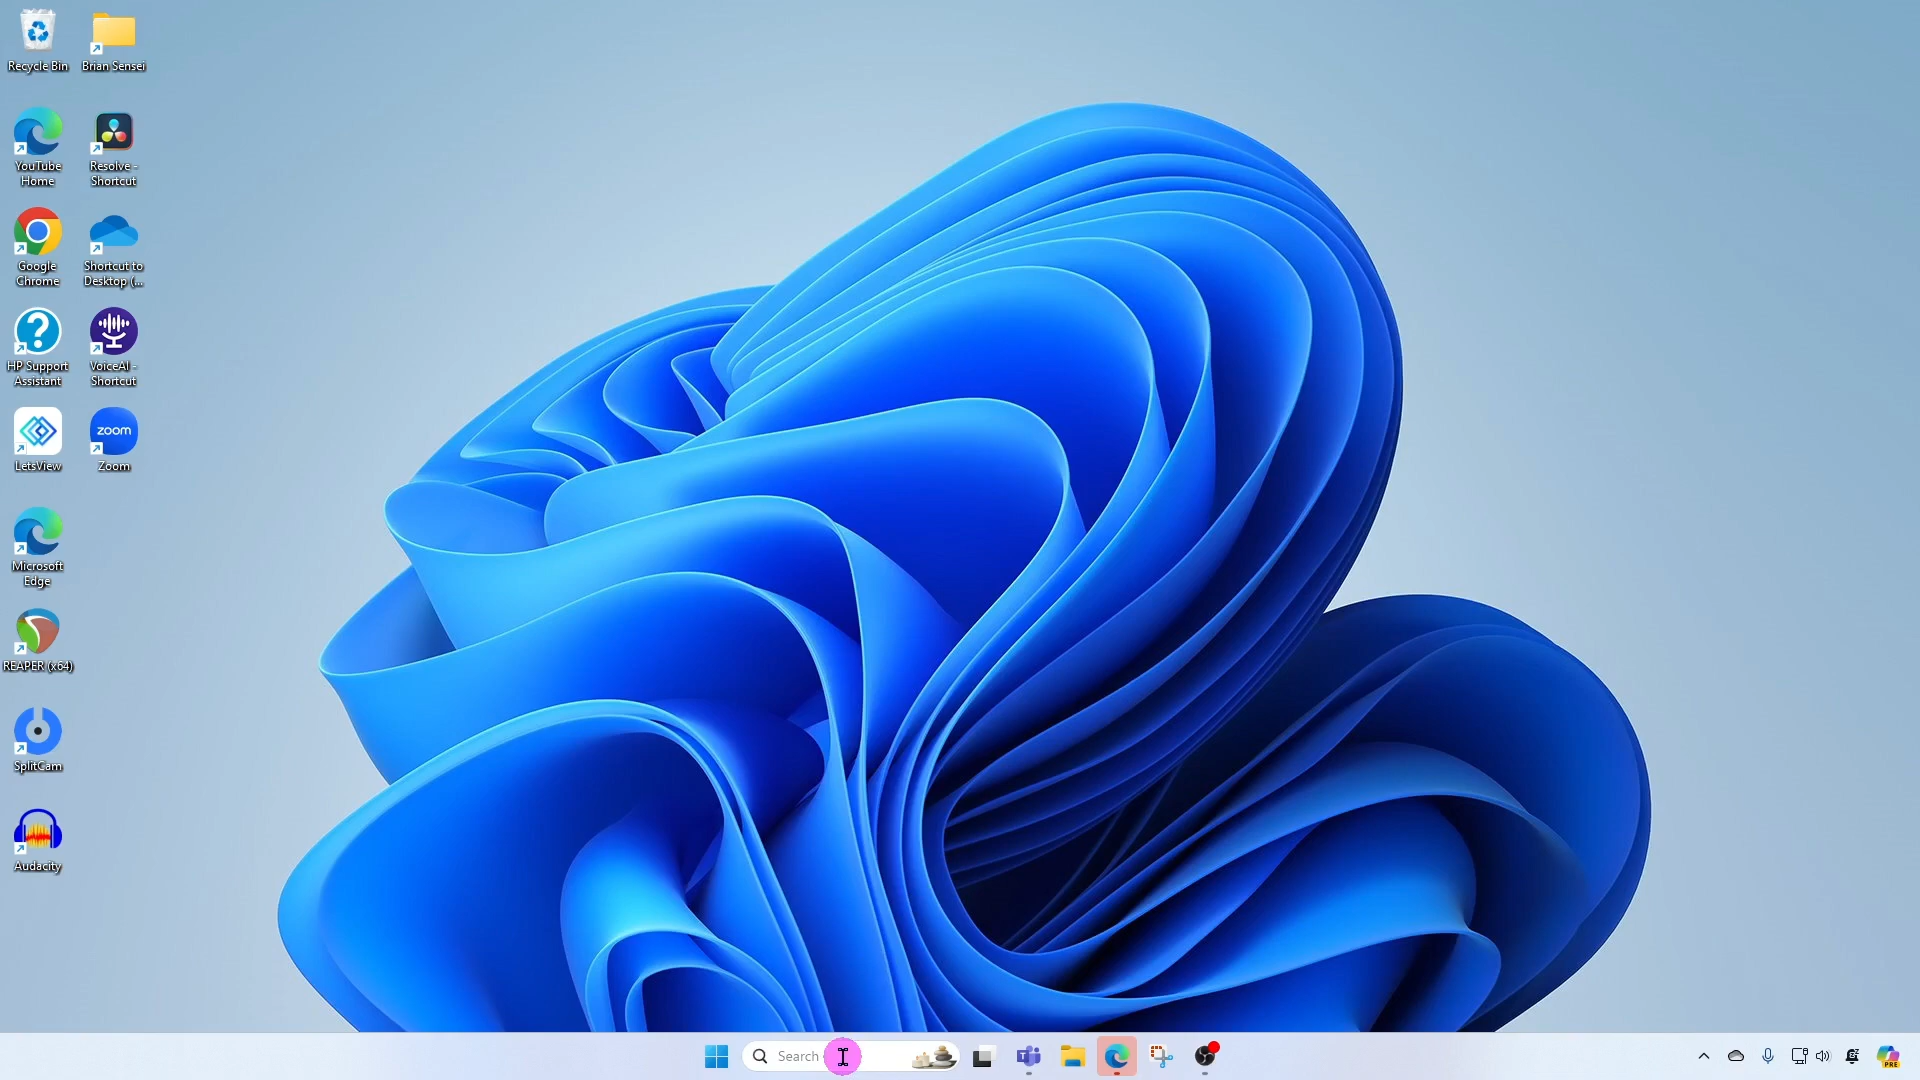 Recycle Bin
Brian Sensei
YouTube
Home
Resolve -
Shortcut
Google
Chrome
Shortcut to
Desktop (...
HP Support
Assistant
VoiceAI -
Shortcut
LetsView
zoom
Zoom
Microsoft
Edge
REAPER (x64)
SplitCam
Audacity
Search
PRE